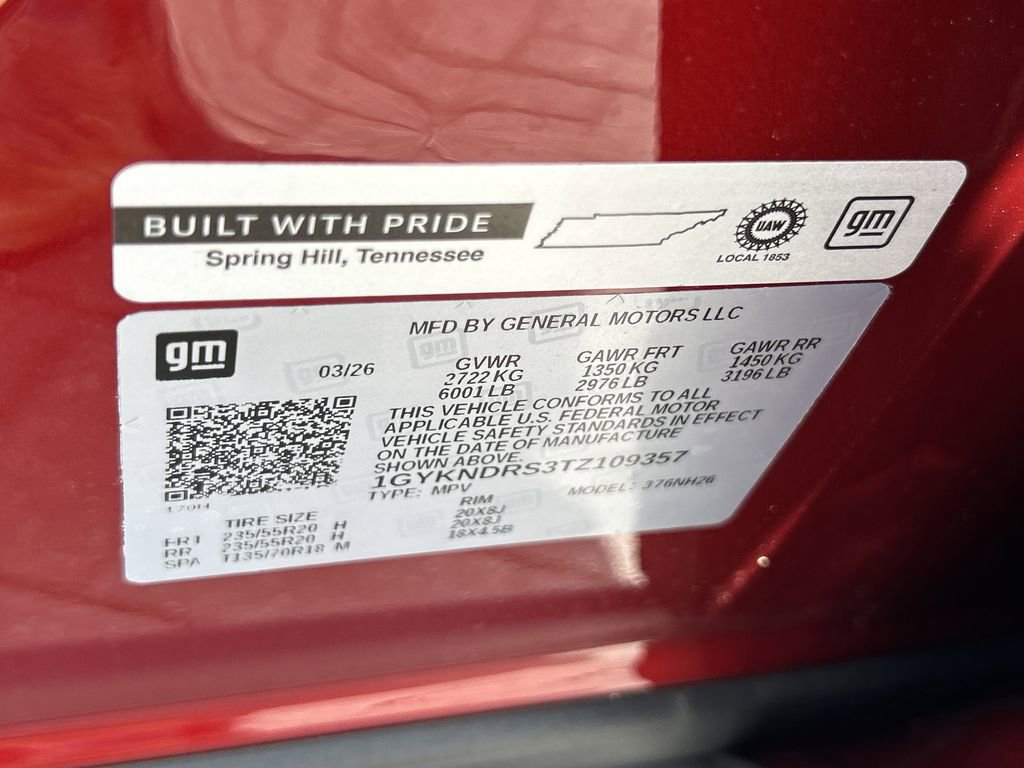 BUILT WITH PRIDE
Spring Hill, Tennessee
UAW
LOCAL 1853
gm
gm
MFD BY GENERAL MOTORS LLC
03/26
GVWR
2722 KG
6001 LB
GAWR FRT
1350 KG
2976 LB
GAWR RR
1450 KG
3196 LB
THIS VEHICLE CONFORMS TO ALL
APPLICABLE U.S. FEDERAL MOTOR
VEHICLE SAFETY STANDARDS IN EFFECT
ON THE DATE OF MANUFACTURE
SHOWN ABOVE.
1GYKNDRS3TZ109357
TYPE: MPV
MODEL: 376NH26
170H
TIRE SIZE RIM
FRT 235/55R20 H 20X8J
RR 235/55R20 H 20X8J
SPA T135/70R18 M 18X4.5B